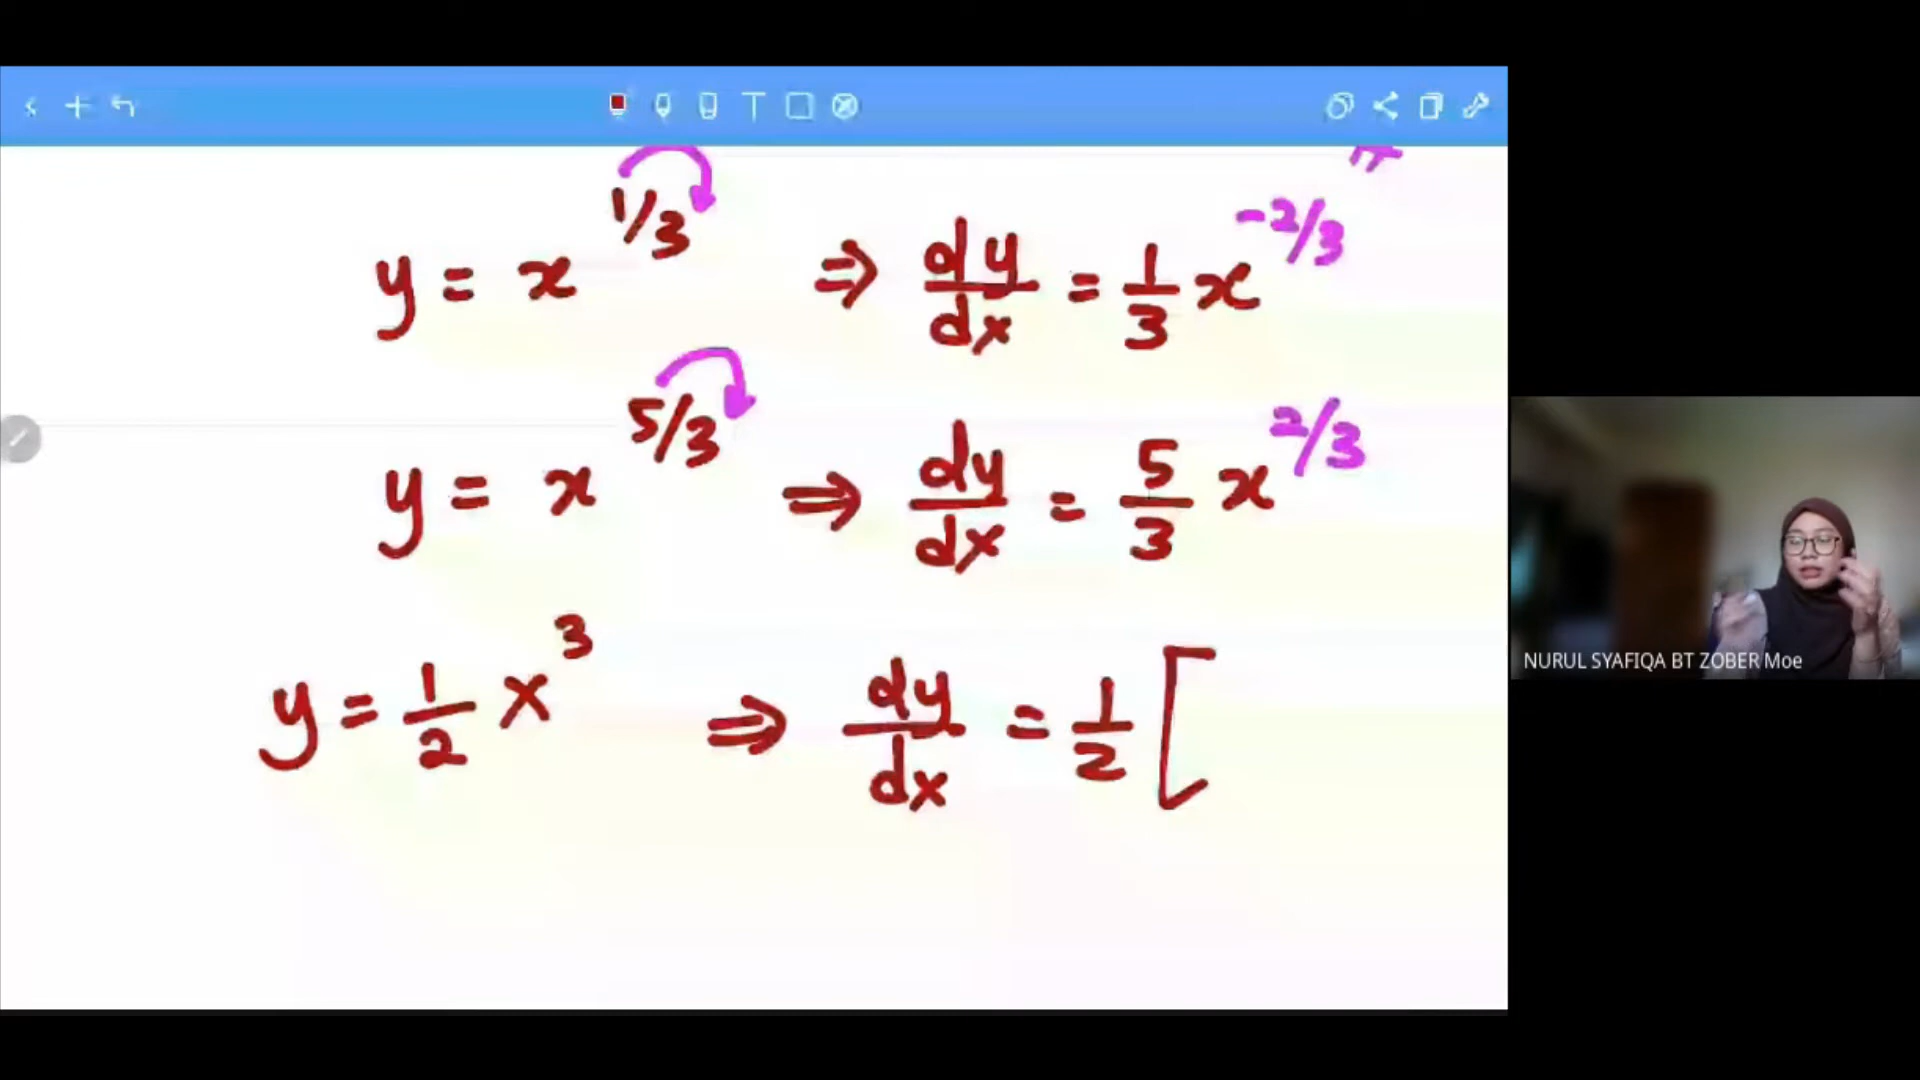 y = x^{1/3} ⇒ dy/dx = 1/3 x^{-2/3}
y = x^{5/3} ⇒ dy/dx = 5/3 x^{2/3}
y = 1/2 x^3 ⇒ dy/dx = 1/2 [
NURUL SYAFIQA BT ZOBER Moe